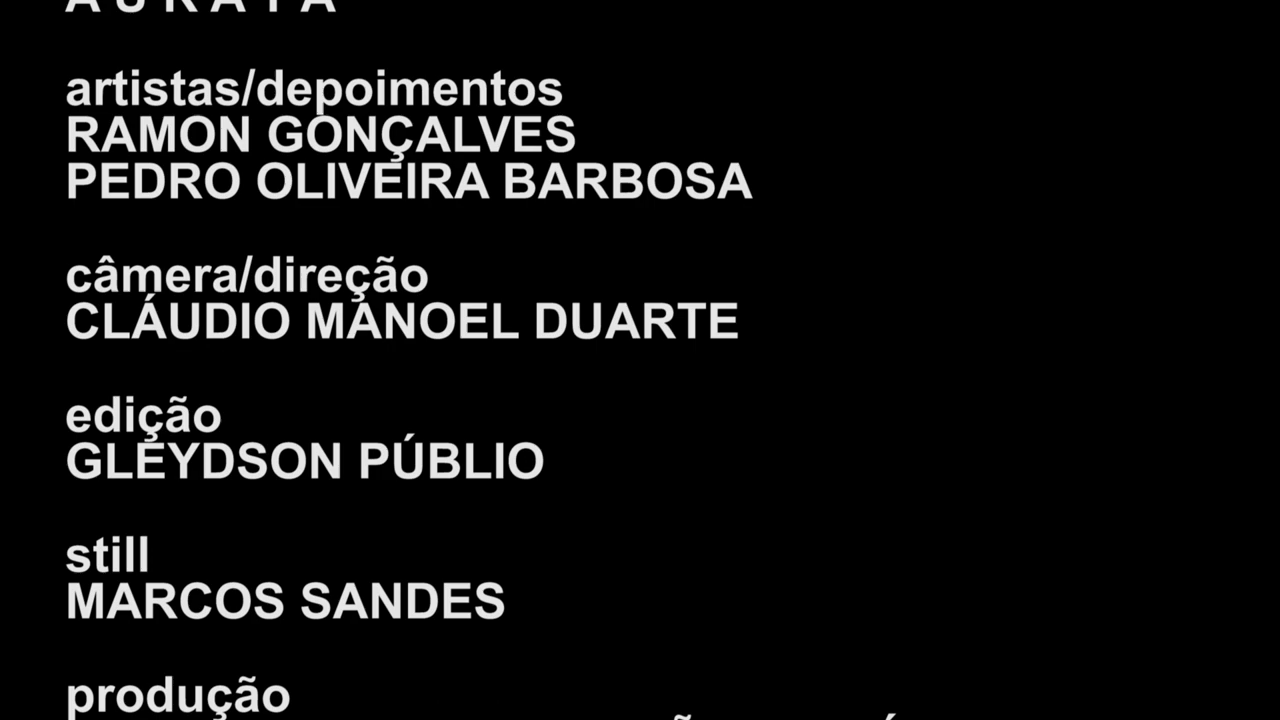 artistas/depoimentos
RAMON GONÇALVES
PEDRO OLIVEIRA BARBOSA
câmera/direção
CLÁUDIO MANOEL DUARTE
edição
GLEYDSON PÚBLIO
still
MARCOS SANDES
produção